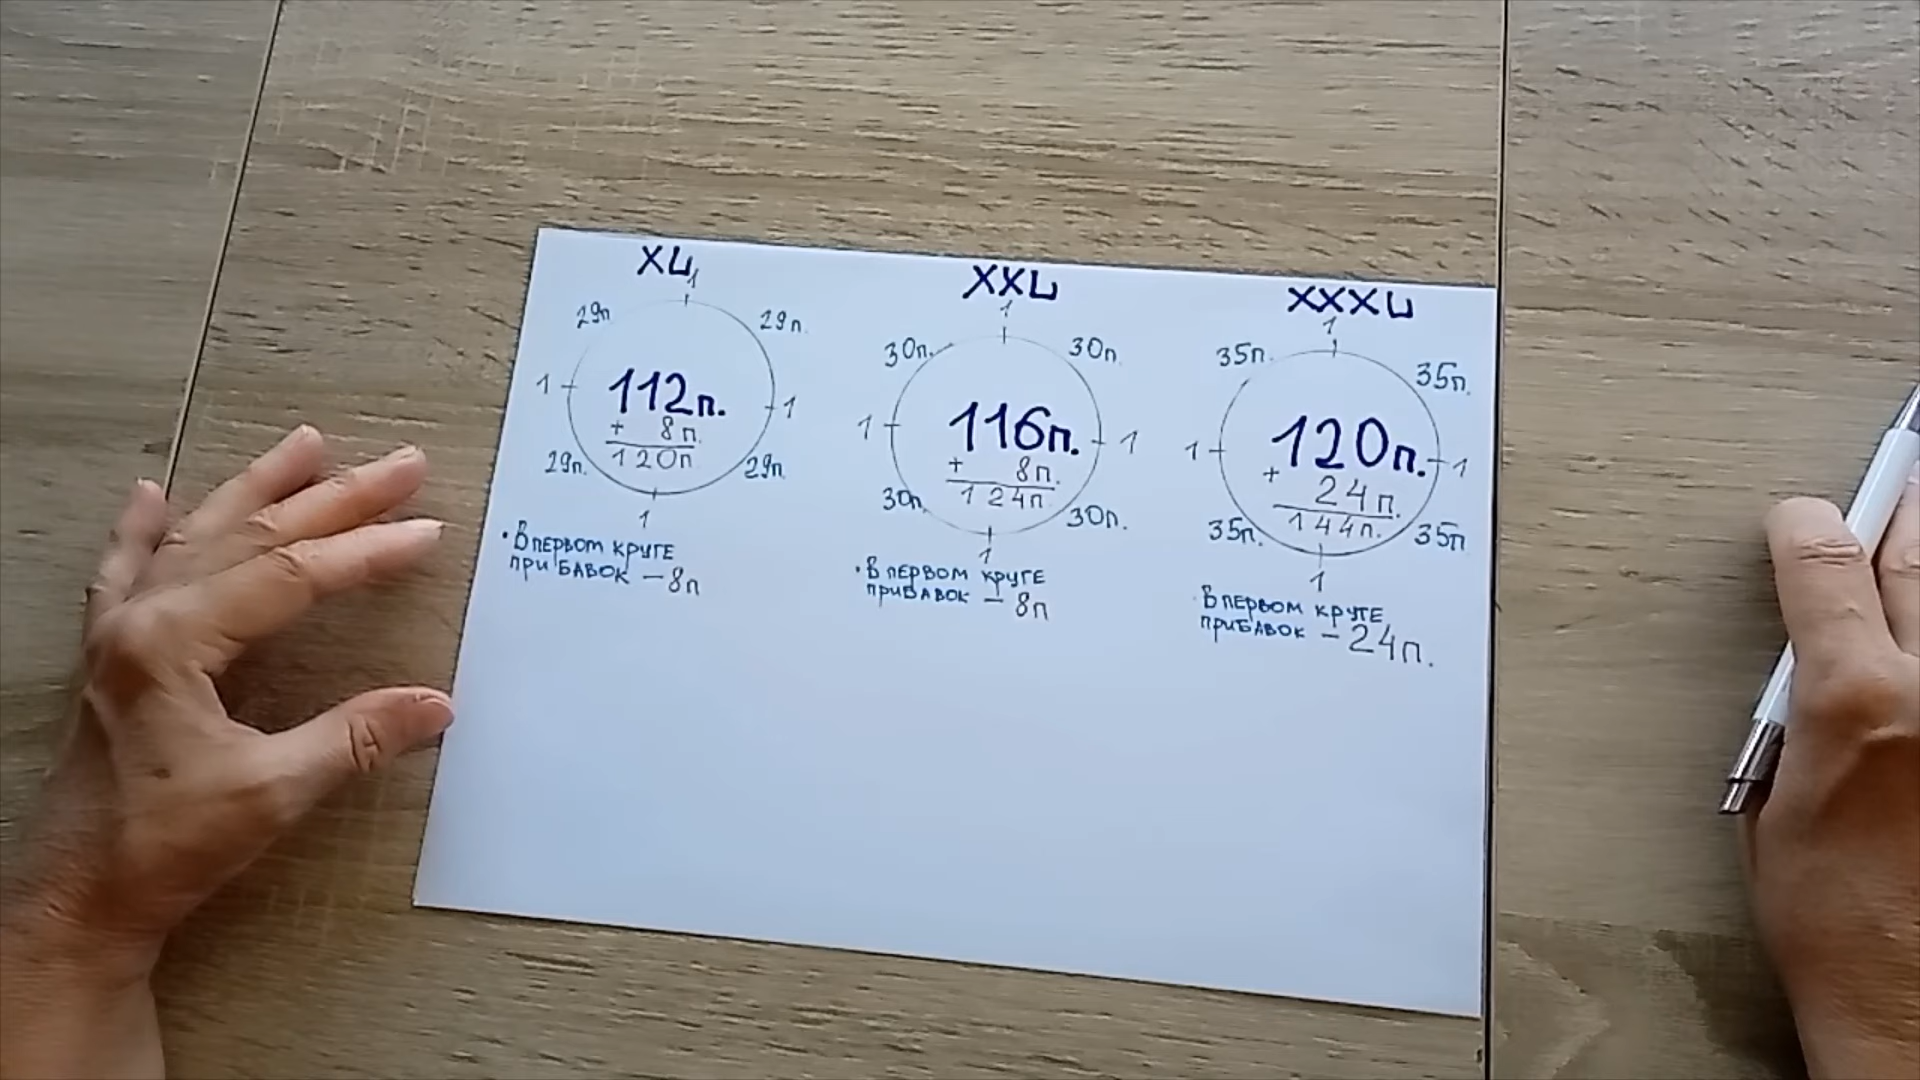 XL
1
29п
29п.
1
112п.
+ 8п.
120п
1
29п.
29п.
1
• В первом круге
прибавок – 8п
XXL
1
30п.
30п.
1
116п.
+ 8п.
124п.
1
30п.
30п.
1
• В первом круге
прибавок – 8п
XXXL
1
35п.
35п.
1
120п.
+ 24п.
144п.
1
35п.
35п
1
В первом круге
прибавок – 24п.